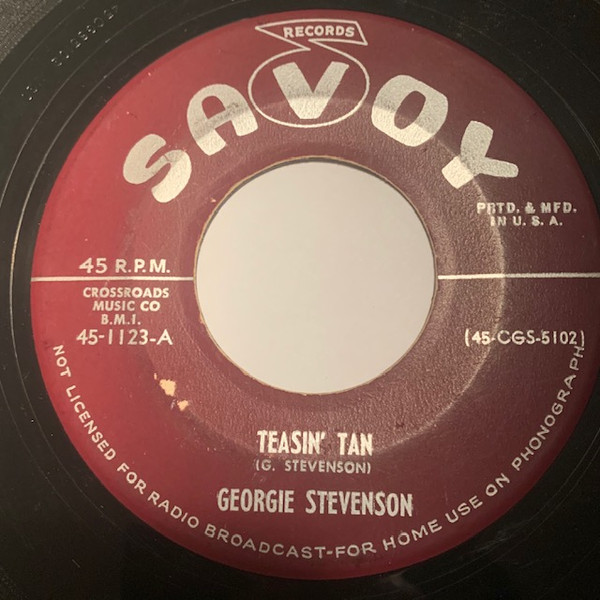 RECORDS
SAVOY
PRTD. & MFD.
IN U. S. A.
45 R.P.M.
CROSSROADS
MUSIC CO
B.M.I.
45-1123-A
(45-CGS-5102)
TEASIN' TAN
(G. STEVENSON)
GEORGIE STEVENSON
NOT LICENSED FOR RADIO BROADCAST-FOR HOME USE ON PHONOGRAPH